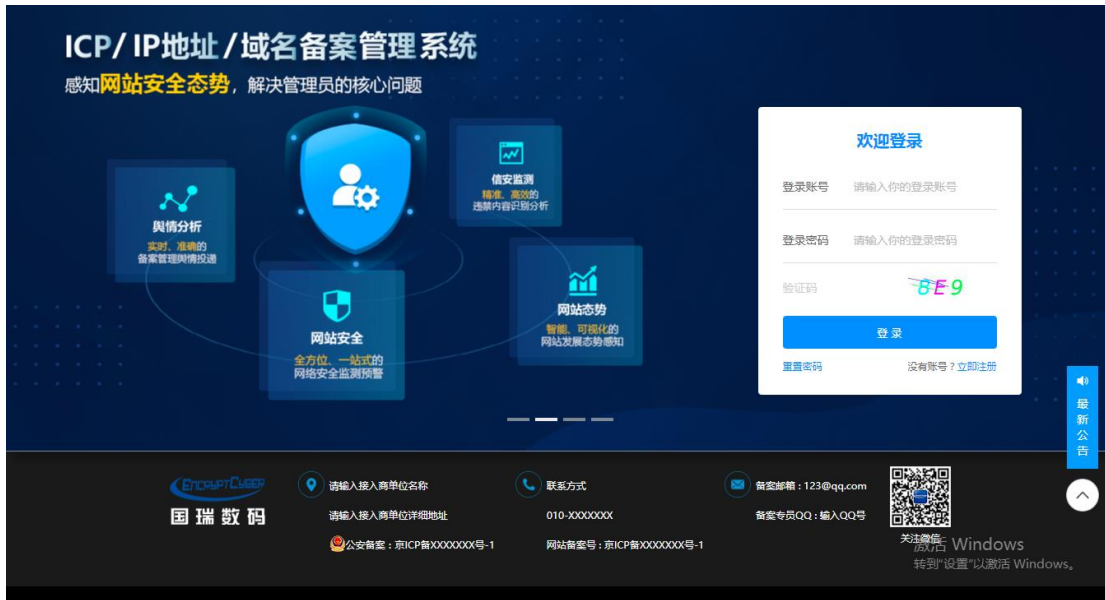 ICP/IP地址/域名备案管理系统
感知网站安全态势，解决管理员的核心问题
信安监测
精准、高效的
违禁内容识别分析
舆情分析
实时、准确的
备案管理舆情投递
网站态势
智能、可视化的
网站发展态势感知
网站安全
全方位、一站式的
网络安全监测预警
欢迎登录
登录账号 请输入你的登录账号
登录密码 请输入你的登录密码
验证码 8E9
登 录
重置密码 没有账号？立即注册
最新公告
ENCRYPTCYBER
国瑞数码
请输入接入商单位名称
请输入接入商单位详细地址
公安备案：京ICP备XXXXXXX号-1
联系方式
010-XXXXXXX
网站备案号：京ICP备XXXXXXX号-1
备案邮箱：123@qq.com
备案专员QQ：输入QQ号
关注微信
激活 Windows
转到"设置"以激活 Windows。